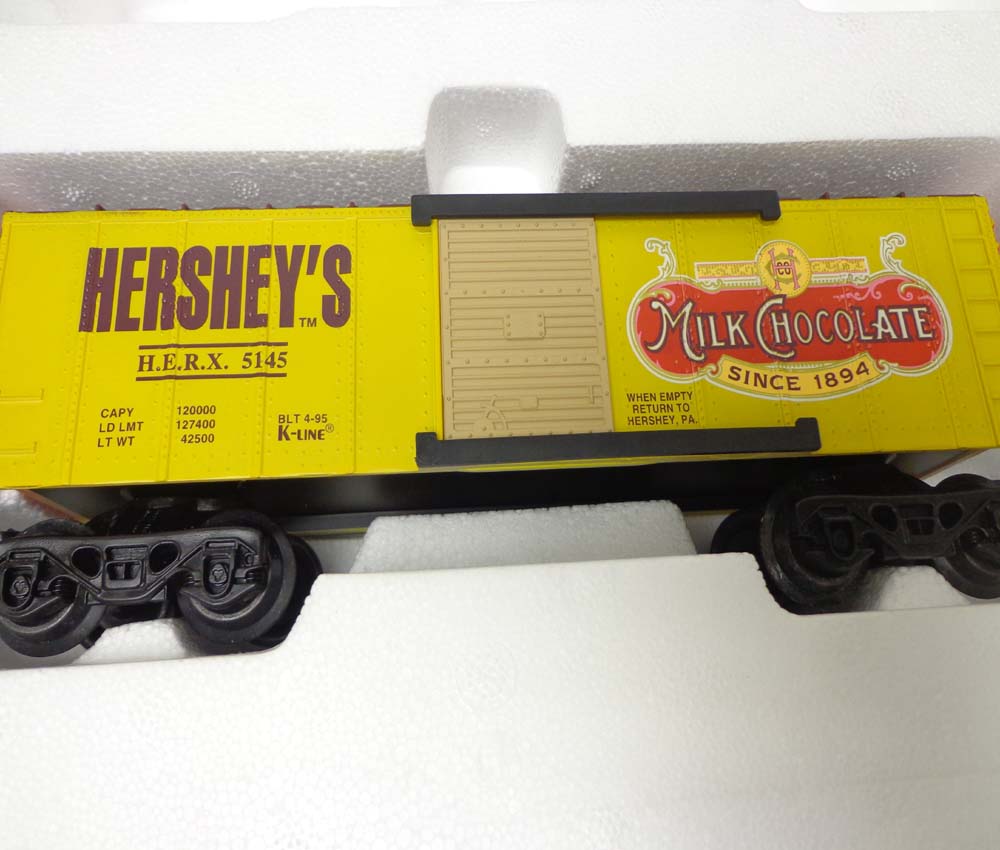 HERSHEY'S™
H.E.R.X. 5145
CAPY 120000
LD LMT 127400
LT WT 42500
BLT 4-95
K-LINE®
MILK CHOCOLATE
SINCE 1894
WHEN EMPTY
RETURN TO
HERSHEY, PA.